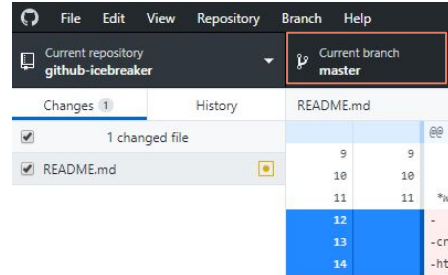 File Edit View Repository Branch Help
Current repository
github-icebreaker
Current branch
master
Changes 1 History README.md
1 changed file
@@
README.md
9 9
10 10
11 11
12 -
13
14 -ht